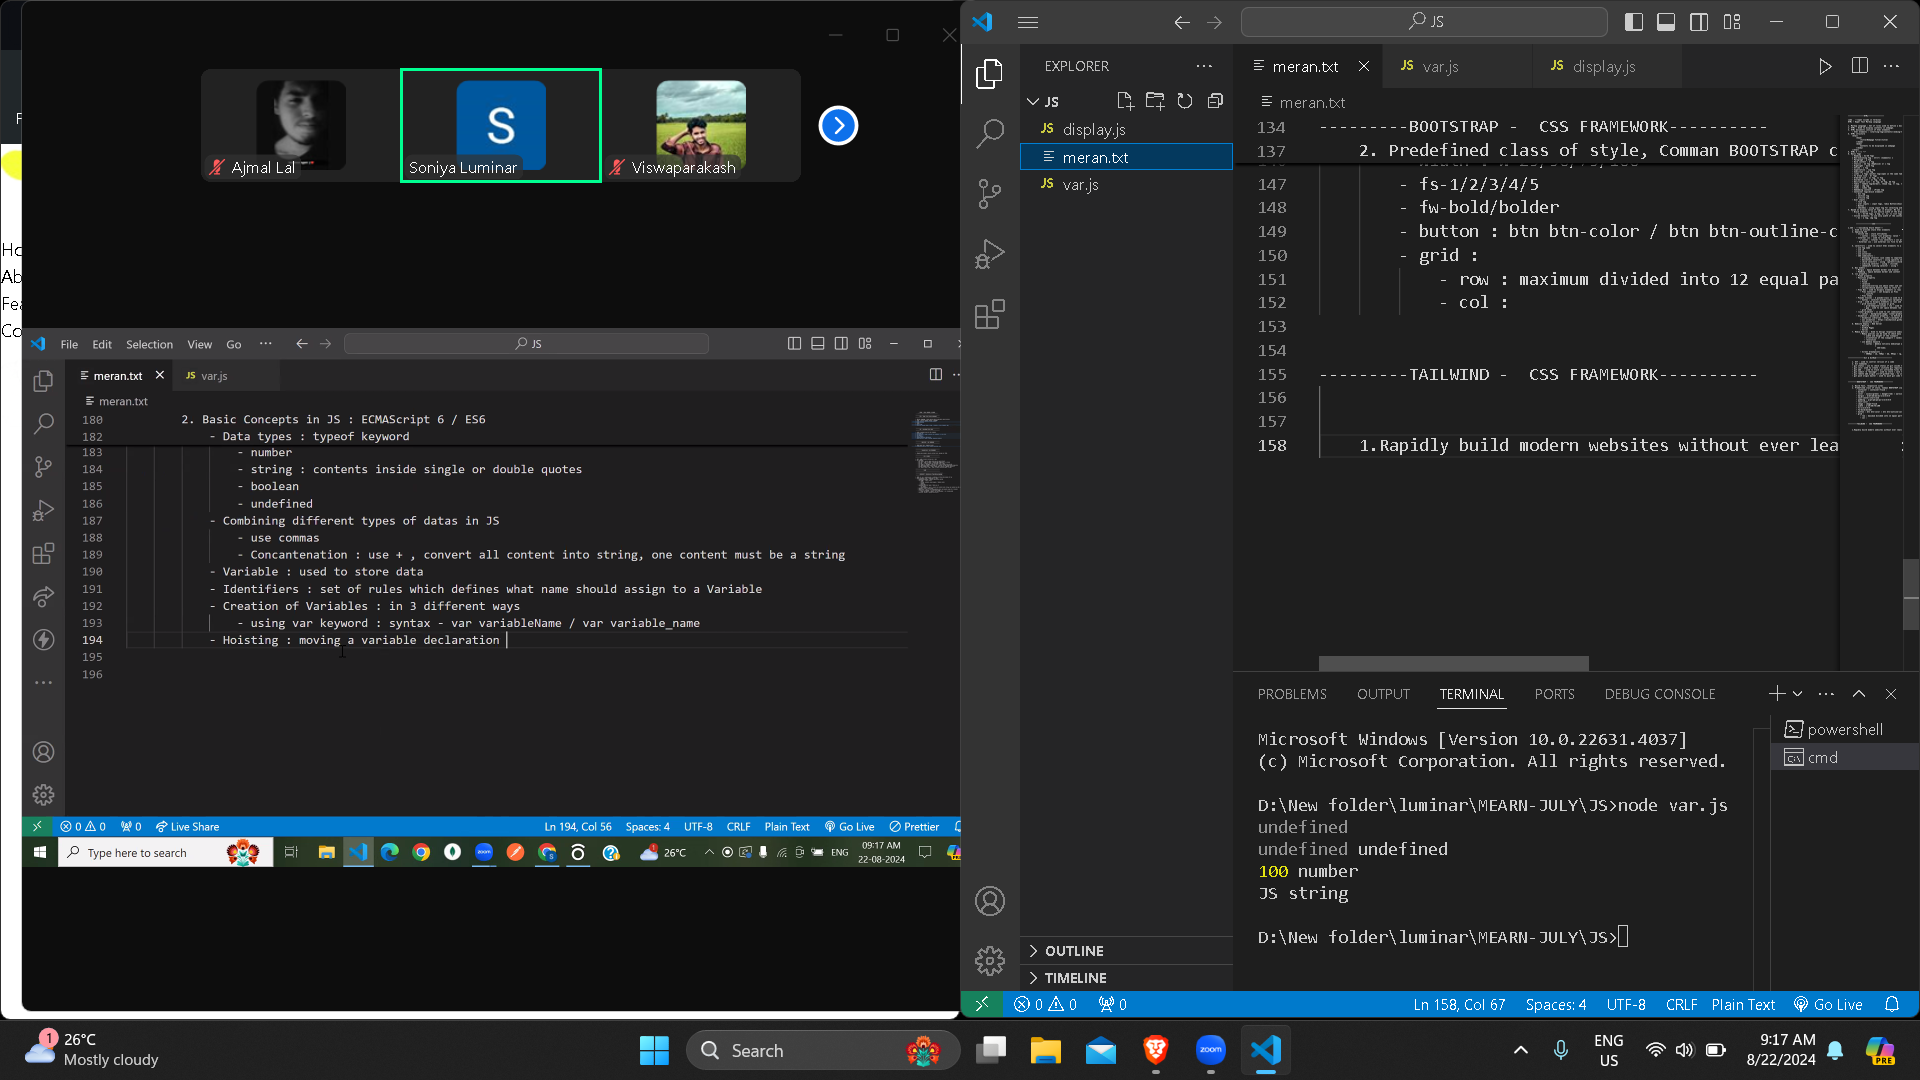 Ajmal Lal
S
Soniya Luminar
Viswaparakash
Ho
Ab
Fea
Co
File Edit Selection View Go
JS
meran.txt
JS var.js
meran.txt
180 2. Basic Concepts in JS : ECMAScript 6 / ES6
182 - Data types : typeof keyword
183 - number
184 - string : contents inside single or double quotes
185 - boolean
186 - undefined
187 - Combining different types of datas in JS
188 - use commas
189 - Concantenation : use + , convert all content into string, one content must be a string
190 - Variable : used to store data
191 - Identifiers : set of rules which defines what name should assign to a Variable
192 - Creation of Variables : in 3 different ways
193 - using var keyword : syntax - var variableName / var variable_name
194 - Hoisting : moving a variable declaration
195
196
0 0 0 Live Share Ln 194, Col 56 Spaces: 4 UTF-8 CRLF Plain Text Go Live Prettier
Type here to search
26°C
ENG
09:17 AM
22-08-2024
JS
EXPLORER
JS
JS display.js
meran.txt
JS var.js
OUTLINE
TIMELINE
meran.txt
JS var.js
JS display.js
meran.txt
134 ---------BOOTSTRAP - CSS FRAMEWORK----------
137 2. Predefined class of style, Comman BOOTSTRAP c
147 - fs-1/2/3/4/5
148 - fw-bold/bolder
149 - button : btn btn-color / btn btn-outline-c
150 - grid :
151 - row : maximum divided into 12 equal pa
152 - col :
153
154
155 ---------TAILWIND - CSS FRAMEWORK----------
156
157
158 1.Rapidly build modern websites without ever lea
PROBLEMS OUTPUT TERMINAL PORTS DEBUG CONSOLE
Microsoft Windows [Version 10.0.22631.4037]
(c) Microsoft Corporation. All rights reserved.
D:\New folder\luminar\MEARN-JULY\JS>node var.js
undefined
undefined undefined
100 number
JS string
D:\New folder\luminar\MEARN-JULY\JS>
powershell
cmd
0 0 0 Ln 158, Col 67 Spaces: 4 UTF-8 CRLF Plain Text Go Live
1
26°C
Mostly cloudy
Search
zoom
ENG
US
9:17 AM
8/22/2024
PRE